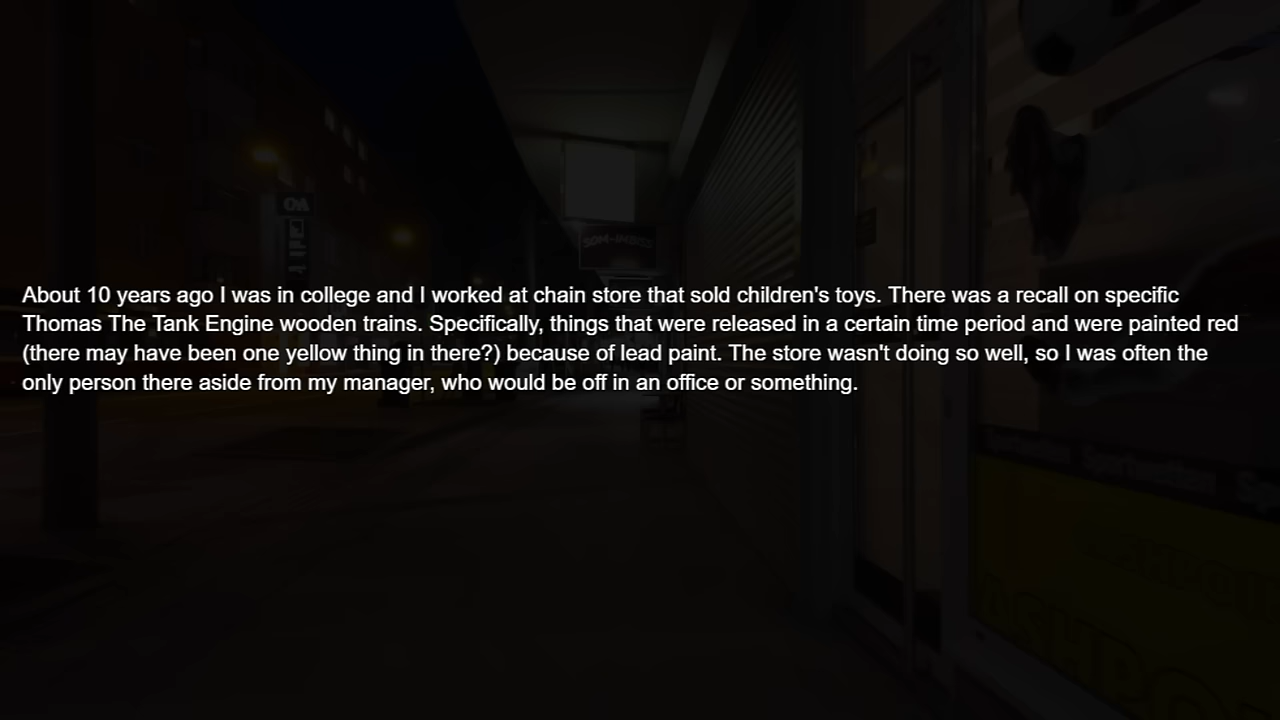 About 10 years ago I was in college and I worked at chain store that sold children's toys. There was a recall on specific
Thomas The Tank Engine wooden trains. Specifically, things that were released in a certain time period and were painted red
(there may have been one yellow thing in there?) because of lead paint. The store wasn't doing so well, so I was often the
only person there aside from my manager, who would be off in an office or something.